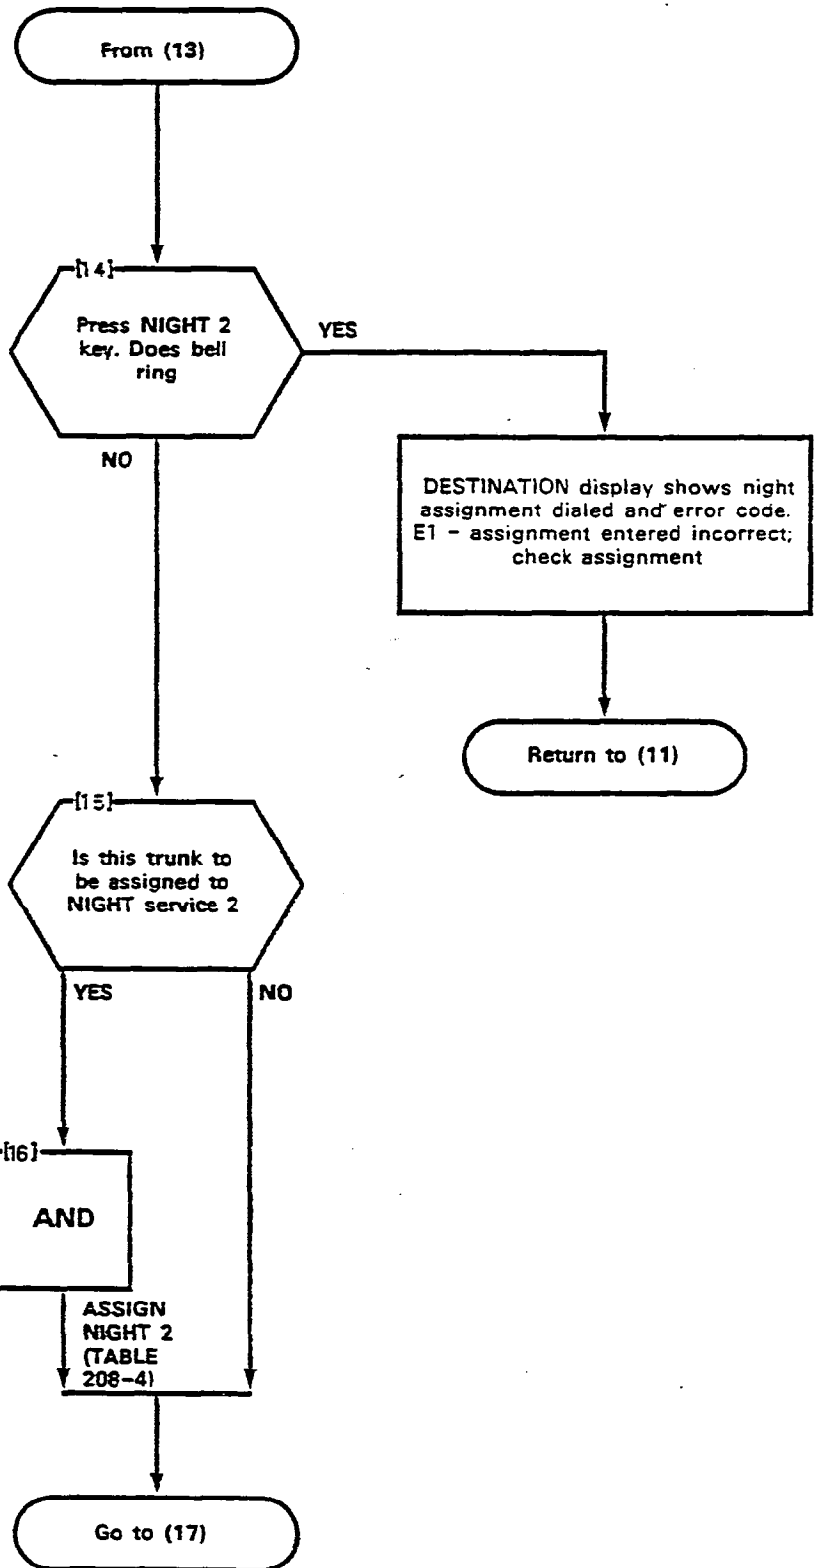 From (13)
[14]
Press NIGHT 2
key. Does bell
ring
YES
NO
DESTINATION display shows night
assignment dialed and error code.
E1 - assignment entered incorrect;
check assignment
Return to (11)
[15]
Is this trunk to
be assigned to
NIGHT service 2
YES
NO
[16]
AND
ASSIGN
NIGHT 2
(TABLE
208-4)
Go to (17)